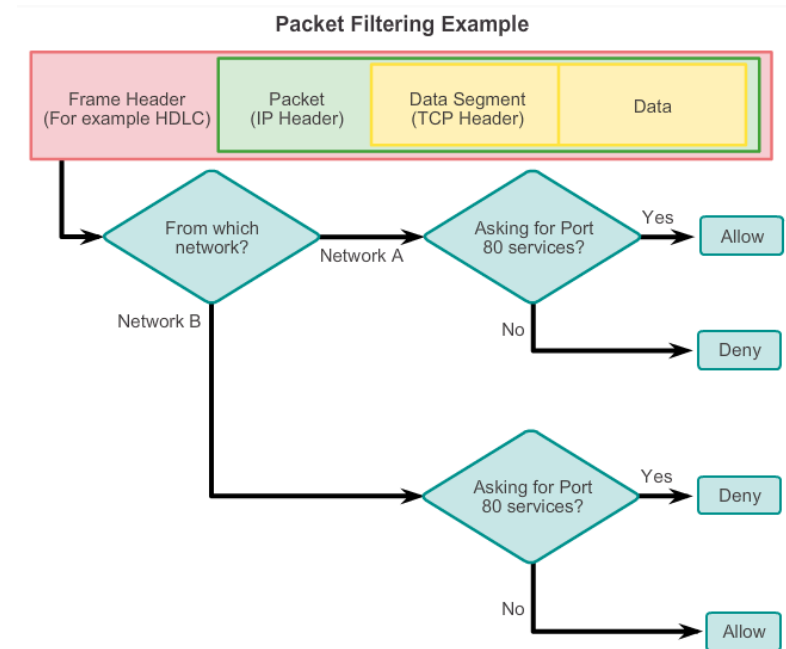 Packet Filtering Example
Frame Header
(For example HDLC)
Packet
(IP Header)
Data Segment
(TCP Header)
Data
From which
network?
Network A
Asking for Port
80 services?
Yes
Allow
No
Deny
Network B
Asking for Port
80 services?
Yes
Deny
No
Allow